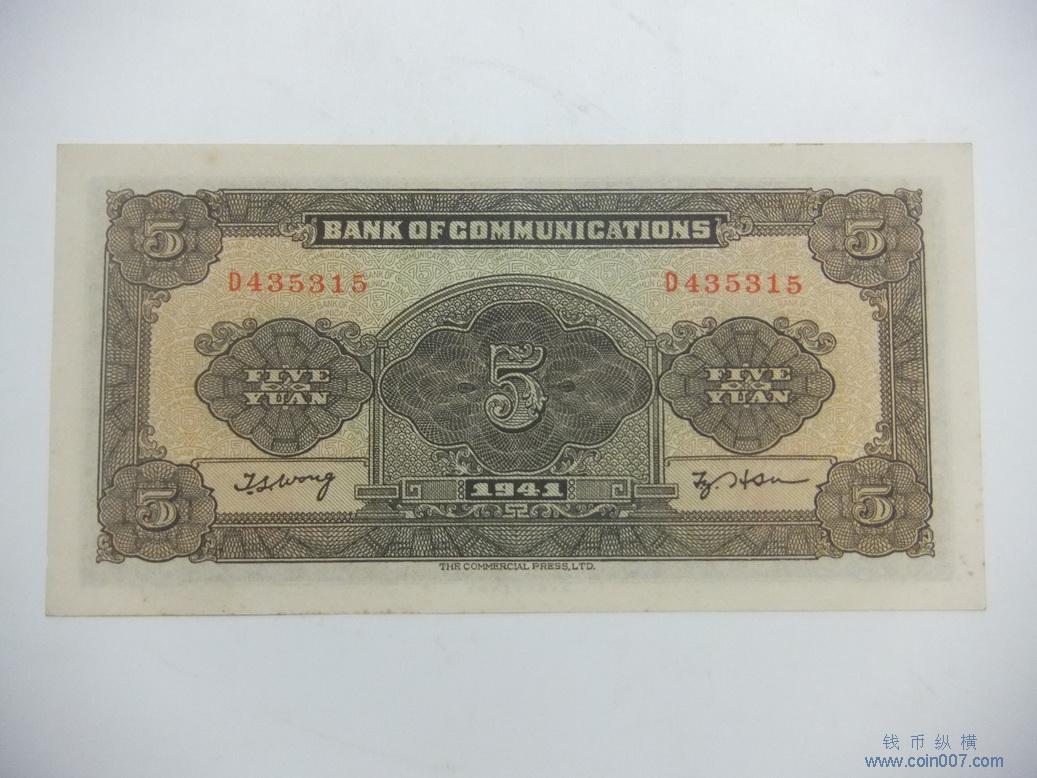 BANK OF COMMUNICATIONS
5 5
D435315 D435315
5
FIVE YUAN
FIVE YUAN
T.S. Wong
1941
5 5
THE COMMERCIAL PRESS, LTD.
钱币纵横
www.coin007.com